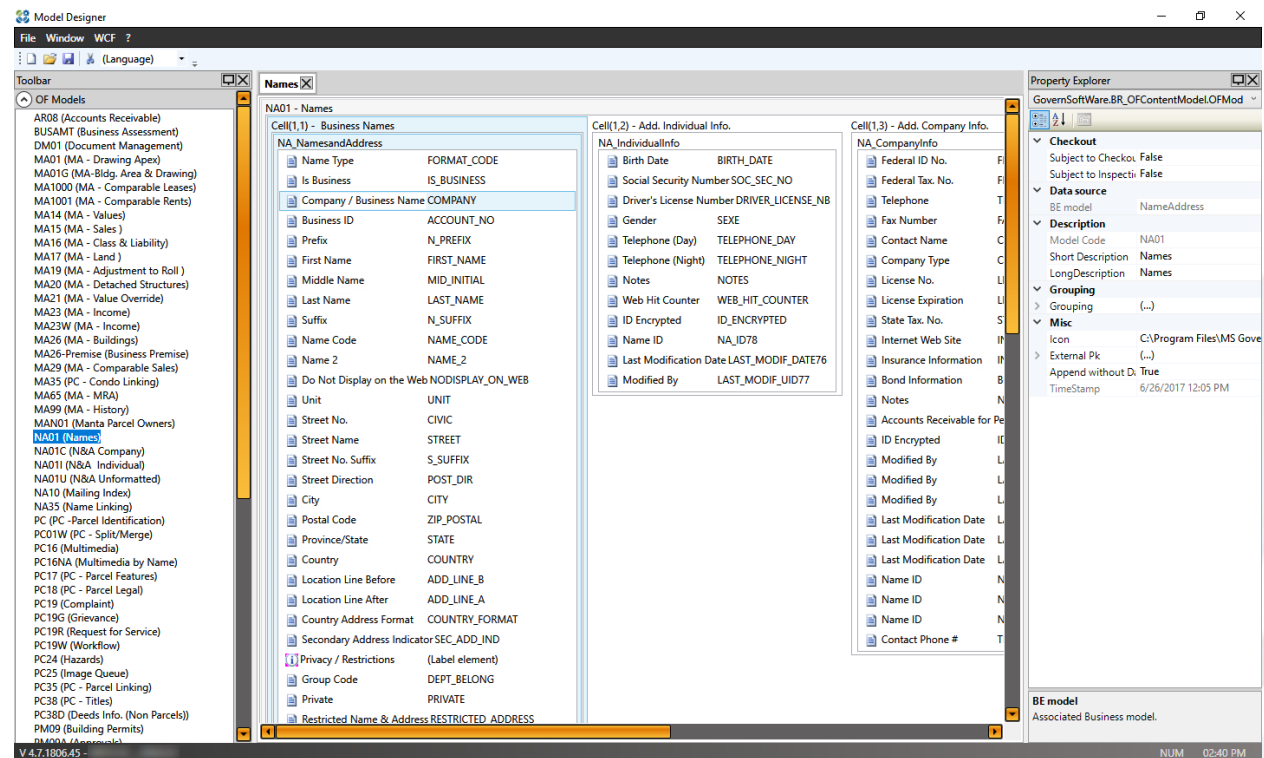 Model Designer
File Window WCF ?
(Language)
Toolbar
OF Models
AR08 (Accounts Receivable)
BUSAMT (Business Assessment)
DM01 (Document Management)
MA01 (MA - Drawing Apex)
MA01G (MA-Bldg. Area & Drawing)
MA1000 (MA - Comparable Leases)
MA1001 (MA - Comparable Rents)
MA14 (MA - Values)
MA15 (MA - Sales )
MA16 (MA - Class & Liability)
MA17 (MA - Land )
MA19 (MA - Adjustment to Roll )
MA20 (MA - Detached Structures)
MA21 (MA - Value Override)
MA23 (MA - Income)
MA23W (MA - Income)
MA26 (MA - Buildings)
MA26-Premise (Business Premise)
MA29 (MA - Comparable Sales)
MA35 (PC - Condo Linking)
MA65 (MA - MRA)
MA99 (MA - History)
MAN01 (Manta Parcel Owners)
NA01 (Names)
NA01C (N&A Company)
NA01I (N&A  Individual)
NA01U (N&A Unformatted)
NA10 (Mailing Index)
NA35 (Name Linking)
PC (PC -Parcel Identification)
PC01W (PC - Split/Merge)
PC16 (Multimedia)
PC16NA (Multimedia by Name)
PC17 (PC - Parcel Features)
PC18 (PC - Parcel Legal)
PC19 (Complaint)
PC19G (Grievance)
PC19R (Request for Service)
PC19W (Workflow)
PC24 (Hazards)
PC25 (Image Queue)
PC35 (PC - Parcel Linking)
PC38 (PC - Titles)
PC38D (Deeds Info. (Non Parcels))
PM09 (Building Permits)
PM09A (Approvals)
Names
NA01 - Names
Cell(1,1) - Business Names
NA_NamesandAddress
Name Type FORMAT_CODE
Is Business IS_BUSINESS
Company / Business Name COMPANY
Business ID ACCOUNT_NO
Prefix N_PREFIX
First Name FIRST_NAME
Middle Name MID_INITIAL
Last Name LAST_NAME
Suffix N_SUFFIX
Name Code NAME_CODE
Name 2 NAME_2
Do Not Display on the Web NODISPLAY_ON_WEB
Unit UNIT
Street No. CIVIC
Street Name STREET
Street No. Suffix S_SUFFIX
Street Direction POST_DIR
City CITY
Postal Code ZIP_POSTAL
Province/State STATE
Country COUNTRY
Location Line Before ADD_LINE_B
Location Line After ADD_LINE_A
Country Address Format COUNTRY_FORMAT
Secondary Address Indicator SEC_ADD_IND
Privacy / Restrictions (Label element)
Group Code DEPT_BELONG
Private PRIVATE
Restricted Name & Address RESTRICTED_ADDRESS
Cell(1,2) - Add. Individual Info.
NA_IndividualInfo
Birth Date BIRTH_DATE
Social Security Number SOC_SEC_NO
Driver's License Number DRIVER_LICENSE_NB
Gender SEXE
Telephone (Day) TELEPHONE_DAY
Telephone (Night) TELEPHONE_NIGHT
Notes NOTES
Web Hit Counter WEB_HIT_COUNTER
ID Encrypted ID_ENCRYPTED
Name ID NA_ID78
Last Modification Date LAST_MODIF_DATE76
Modified By LAST_MODIF_UID77
Cell(1,3) - Add. Company Info.
NA_CompanyInfo
Federal ID No. FI
Federal Tax. No. FI
Telephone T
Fax Number FA
Contact Name C
Company Type C
License No. LI
License Expiration LI
State Tax. No. ST
Internet Web Site IN
Insurance Information IN
Bond Information B
Notes N
Accounts Receivable for Pe
ID Encrypted ID
Modified By LA
Modified By LA
Modified By LA
Last Modification Date LA
Last Modification Date LA
Last Modification Date LA
Name ID N
Name ID N
Name ID N
Contact Phone # T
Property Explorer
GovernSoftWare.BR_OFContentModel.OFMod
Checkout
Subject to Checkou False
Subject to Inspecti False
Data source
BE model NameAddress
Description
Model Code NA01
Short Description Names
LongDescription Names
Grouping
Grouping (...)
Misc
Icon C:\Program Files\MS Gove
External Pk (...)
Append without Da True
TimeStamp 6/26/2017 12:05 PM
BE model
Associated Business model.
V 4.7.1806.45 -
NUM 02:40 PM